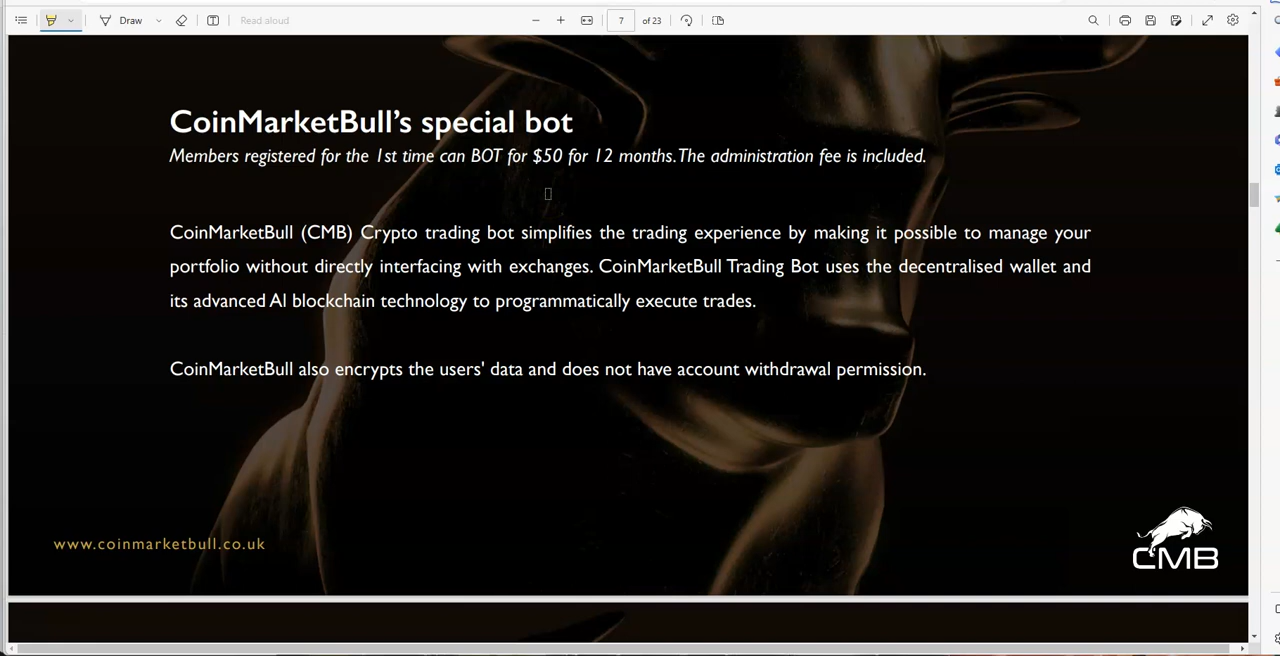 Draw
Read aloud
7
of 23
CoinMarketBull's special bot
Members registered for the 1st time can BOT for $50 for 12 months.The administration fee is included.
CoinMarketBull (CMB) Crypto trading bot simplifies the trading experience by making it possible to manage your
portfolio without directly interfacing with exchanges. CoinMarketBull Trading Bot uses the decentralised wallet and
its advanced AI blockchain technology to programmatically execute trades.
CoinMarketBull also encrypts the users' data and does not have account withdrawal permission.
www.coinmarketbull.co.uk
CMB